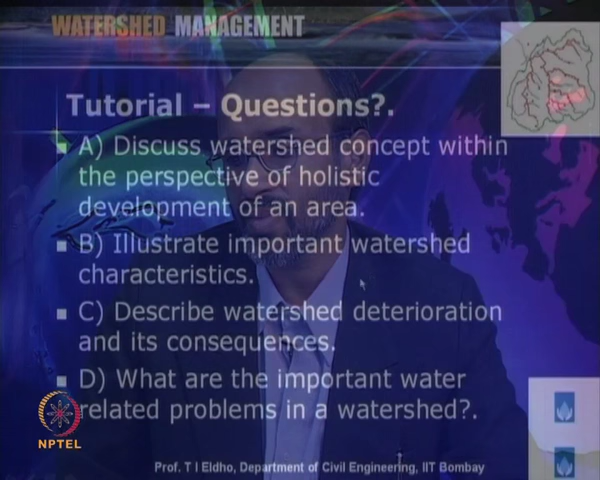 WATERSHED MANAGEMENT
Tutorial – Questions?.
A) Discuss watershed concept within
the perspective of holistic
development of an area.
B) Illustrate important watershed
characteristics.
C) Describe watershed deterioration
and its consequences.
D) What are the important water
related problems in a watershed?.
NPTEL
Prof. T I Eldho, Department of Civil Engineering, IIT Bombay